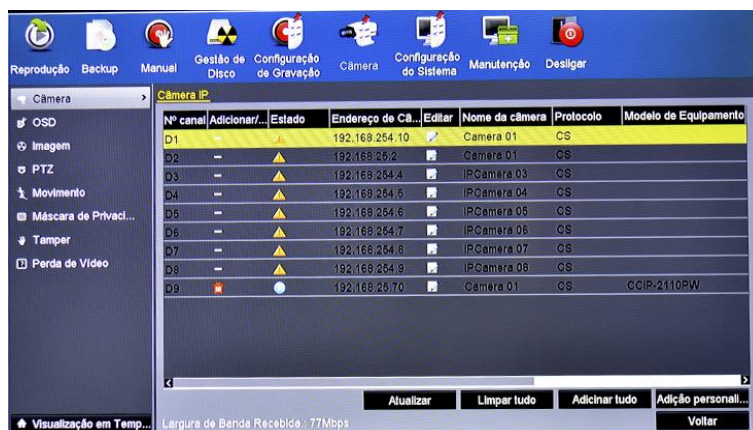 Reprodução
Backup
Manual
Gestão de Disco
Configuração de Gravação
Câmera
Configuração do Sistema
Manutenção
Desligar
Câmera
OSD
Imagem
PTZ
Movimento
Máscara de Privaci...
Tamper
Perda de Vídeo
Visualização em Temp...
Câmera IP
Nº canal Adicionar/... Estado Endereço de Câ... Editar Nome da câmera Protocolo Modelo de Equipamento
D1 192.168.254.10 Camera 01 CS
D2 192.168.25.2 Camera 01 CS
D3 192.168.254.4 IPCamera 03 CS
D4 192.168.254.5 IPCamera 04 CS
D5 192.168.254.6 IPCamera 05 CS
D6 192.168.254.7 IPCamera 06 CS
D7 192.168.254.8 IPCamera 07 CS
D8 192.168.254.9 IPCamera 08 CS
D9 192.168.25.70 Camera 01 CS CCIP-2110PW
Atualizar Limpar tudo Adicinar tudo Adição personali...
Largura de Banda Recebida : 77Mbps
Voltar